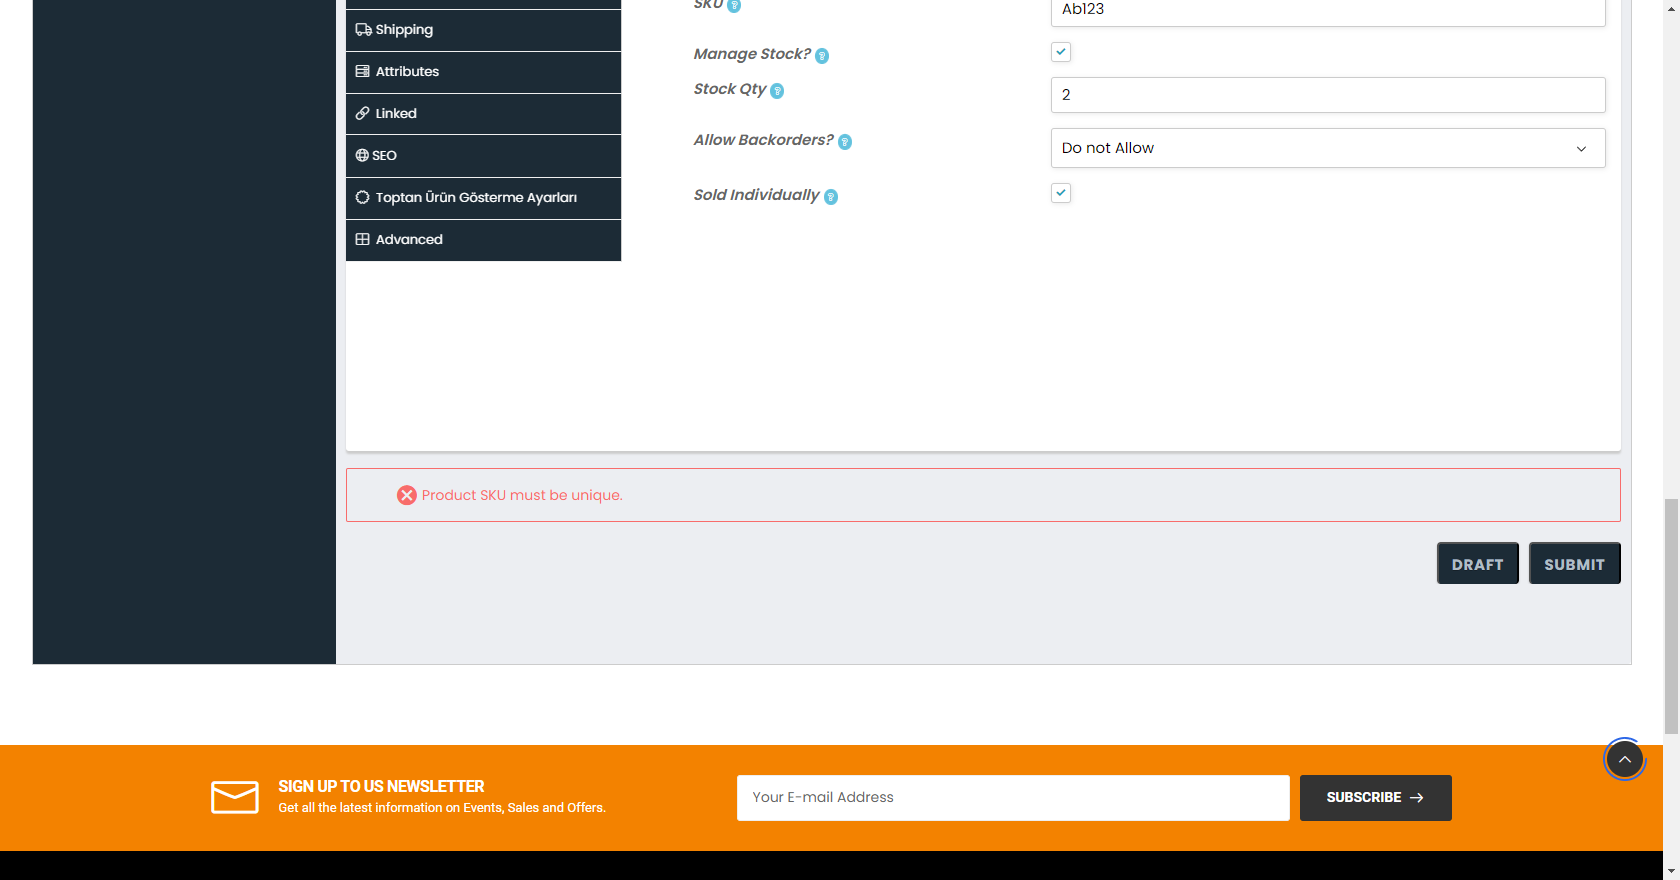 SKU
Ab123
Shipping
Manage Stock?
Attributes
Stock Qty
2
Linked
Allow Backorders?
Do not Allow
SEO
Toptan Ürün Gösterme Ayarları
Sold Individually
Advanced
Product SKU must be unique.
DRAFT
SUBMIT
SIGN UP TO US NEWSLETTER
Get all the latest information on Events, Sales and Offers.
Your E-mail Address
SUBSCRIBE